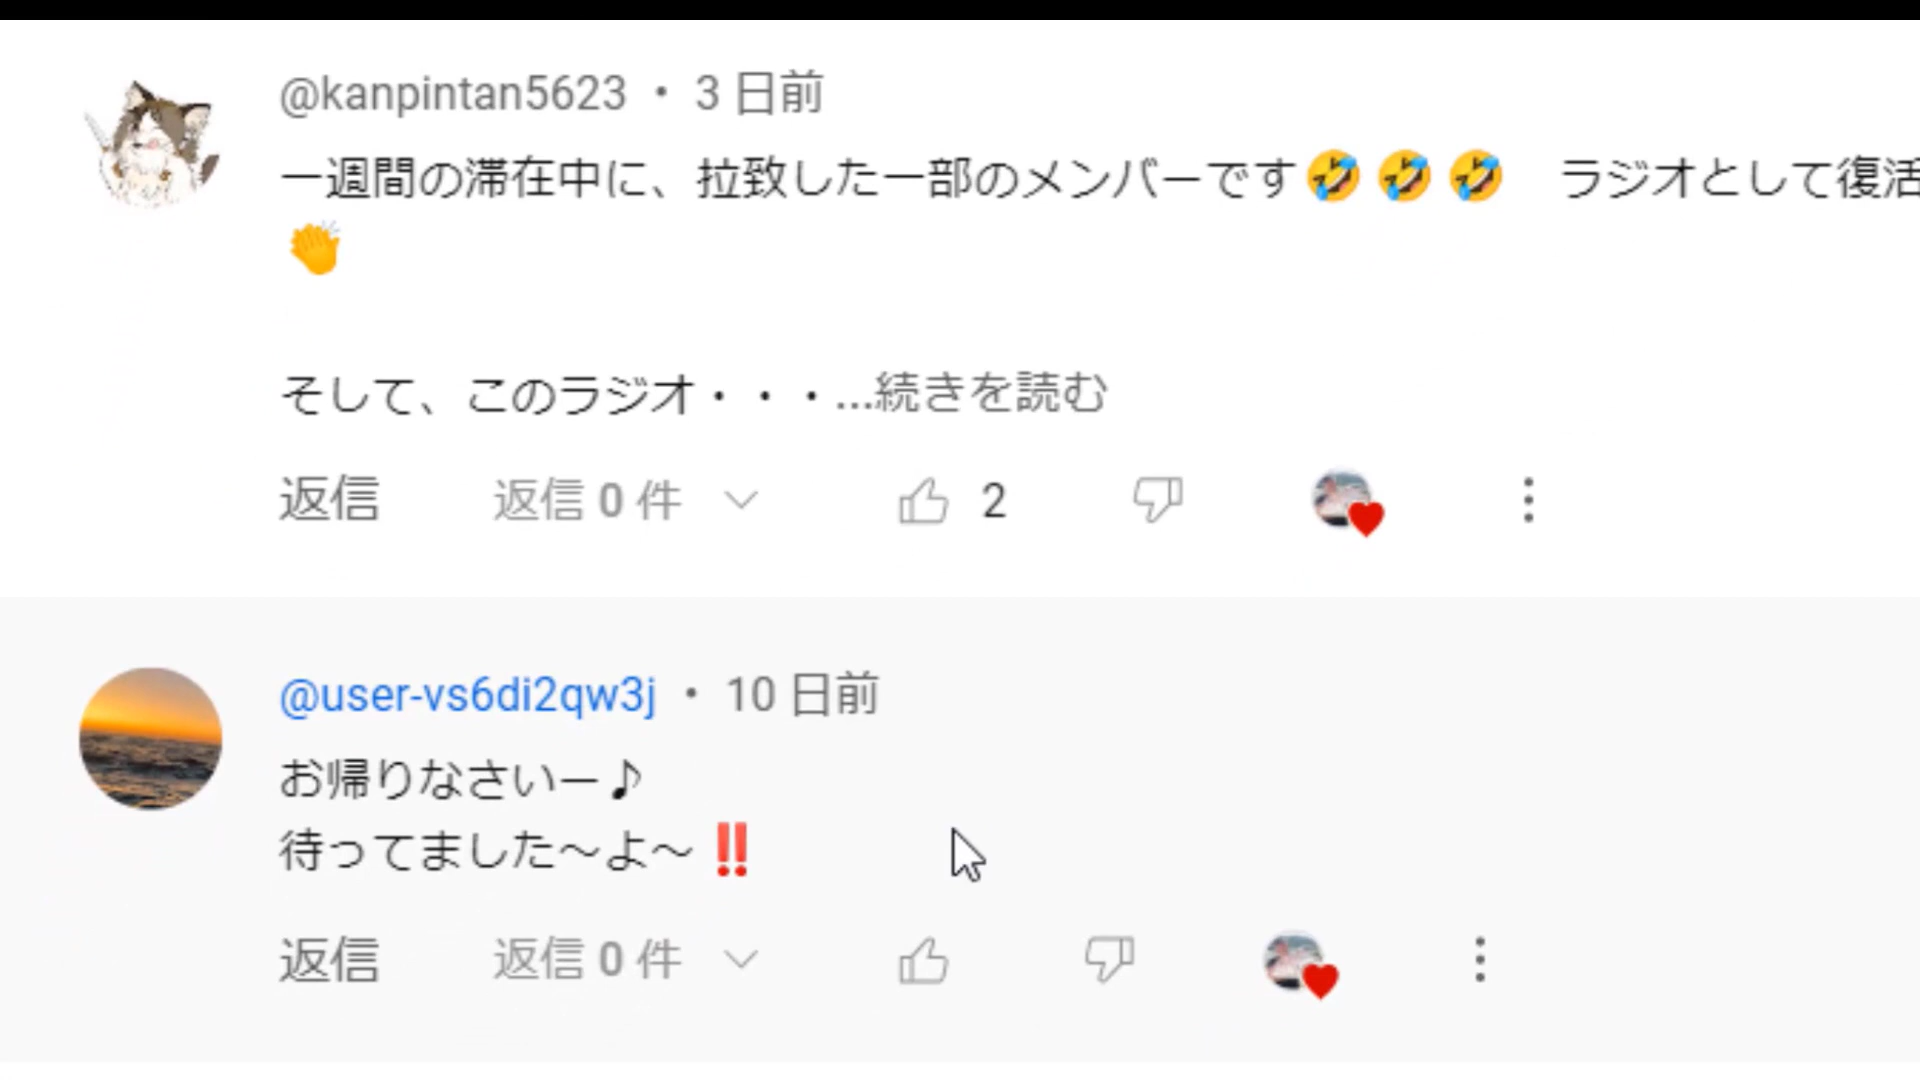 @kanpintan5623 ・ 3 日前
一週間の滞在中に、拉致した一部のメンバーです🤣🤣🤣　ラジオとして復活
👏
そして、このラジオ・・・...続きを読む
返信 返信 0 件 2
@user-vs6di2qw3j ・ 10 日前
お帰りなさいー♪
待ってました〜よ〜‼️
返信 返信 0 件